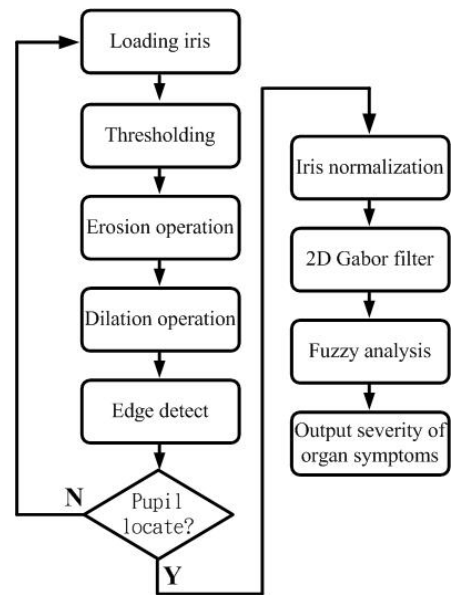 Loading iris
Thresholding
Erosion operation
Dilation operation
Edge detect
Pupil
locate?
N
Y
Iris normalization
2D Gabor filter
Fuzzy analysis
Output severity of
organ symptoms